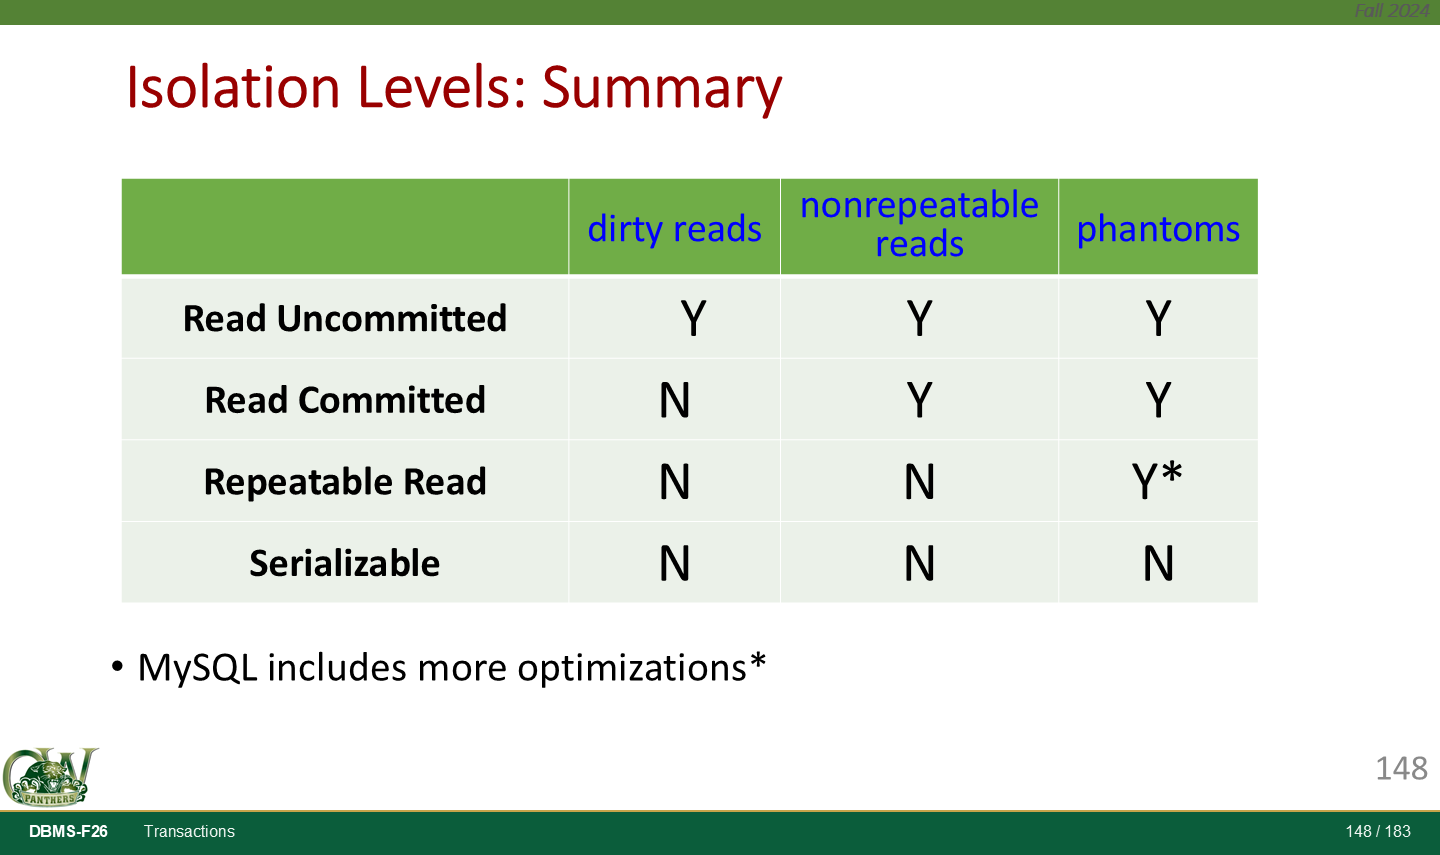 Fall 2024
Isolation Levels: Summary
dirty reads nonrepeatable reads phantoms
Read Uncommitted Y Y Y
Read Committed N Y Y
Repeatable Read N N Y*
Serializable N N N
• MySQL includes more optimizations*
OW
PANTHERS
148
DBMS-F26 Transactions 148 / 183